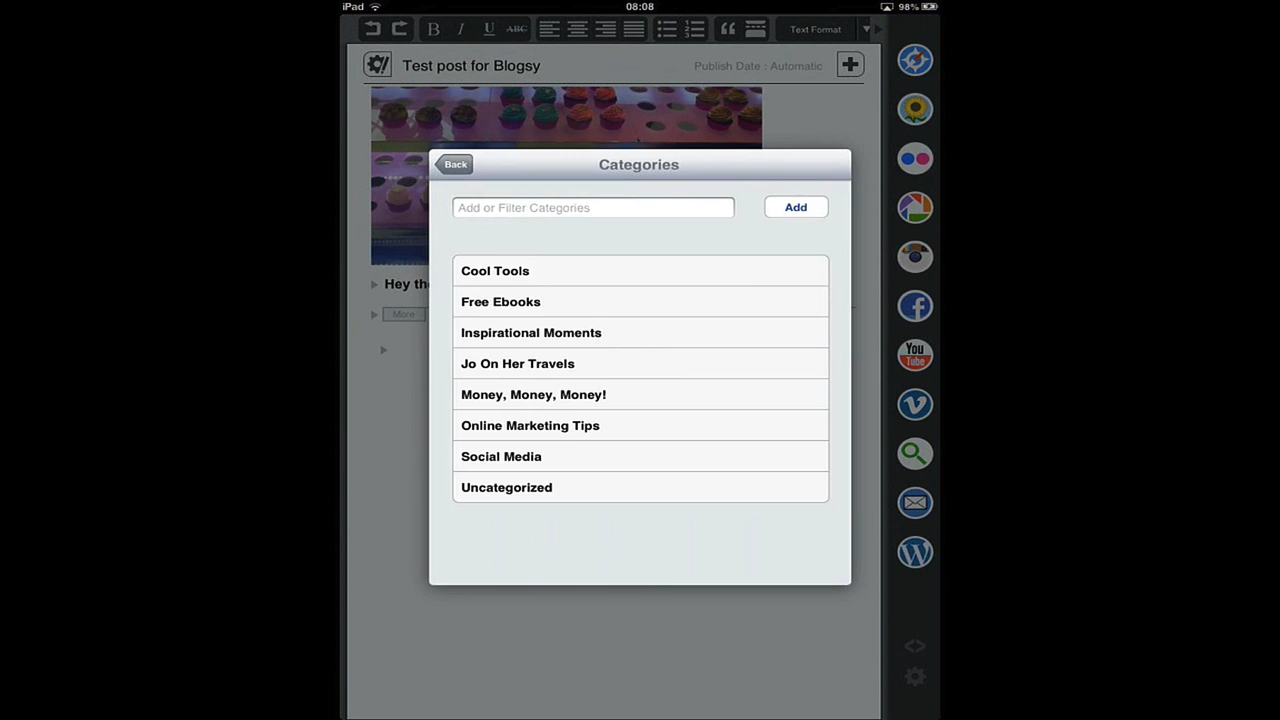 iPad 08:08 98%
B I U ABC Text Format
Test post for Blogsy Publish Date : Automatic
Back Categories
Add or Filter Categories Add
Cool Tools
Hey th
Free Ebooks
More
Inspirational Moments
Jo On Her Travels
Money, Money, Money!
Online Marketing Tips
Social Media
Uncategorized
You
Tube